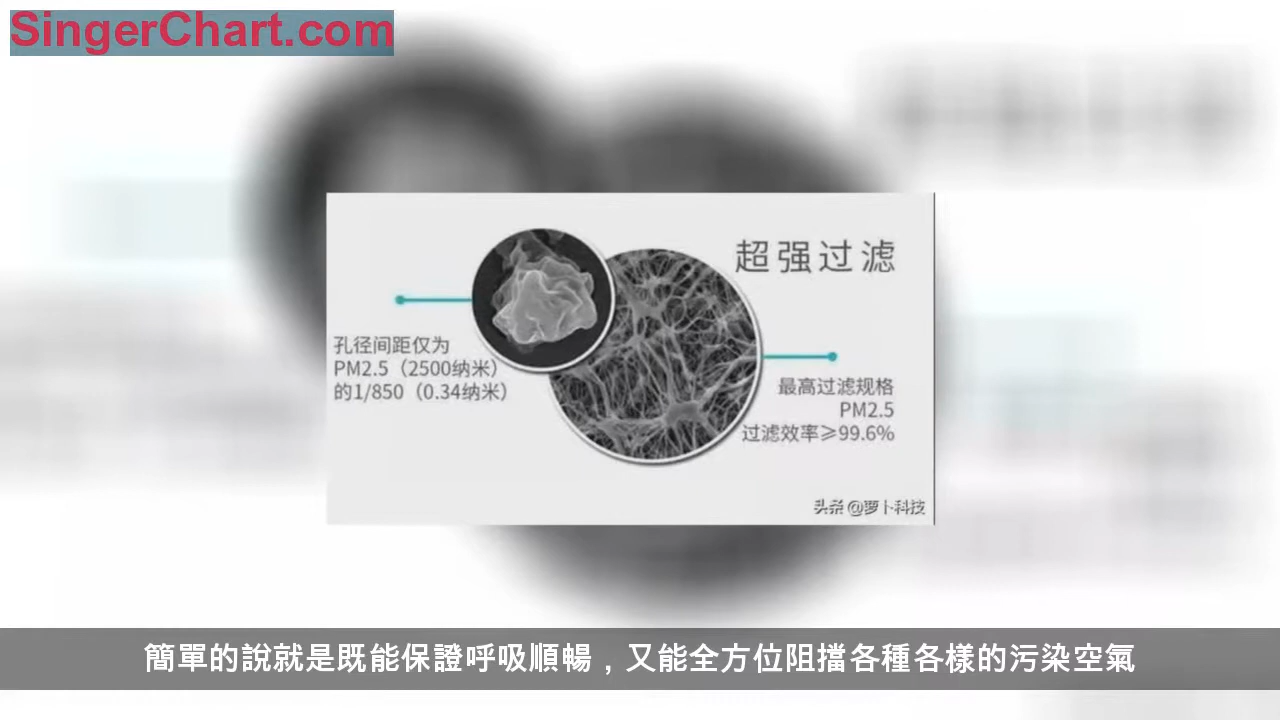 SingerChart.com
超强过滤
孔径间距仅为
PM2.5（2500纳米）
的1/850（0.34纳米）
最高过滤规格
PM2.5
过滤效率≥99.6%
头条 @萝卜科技
簡單的說就是既能保證呼吸順暢，又能全方位阻擋各種各樣的污染空氣